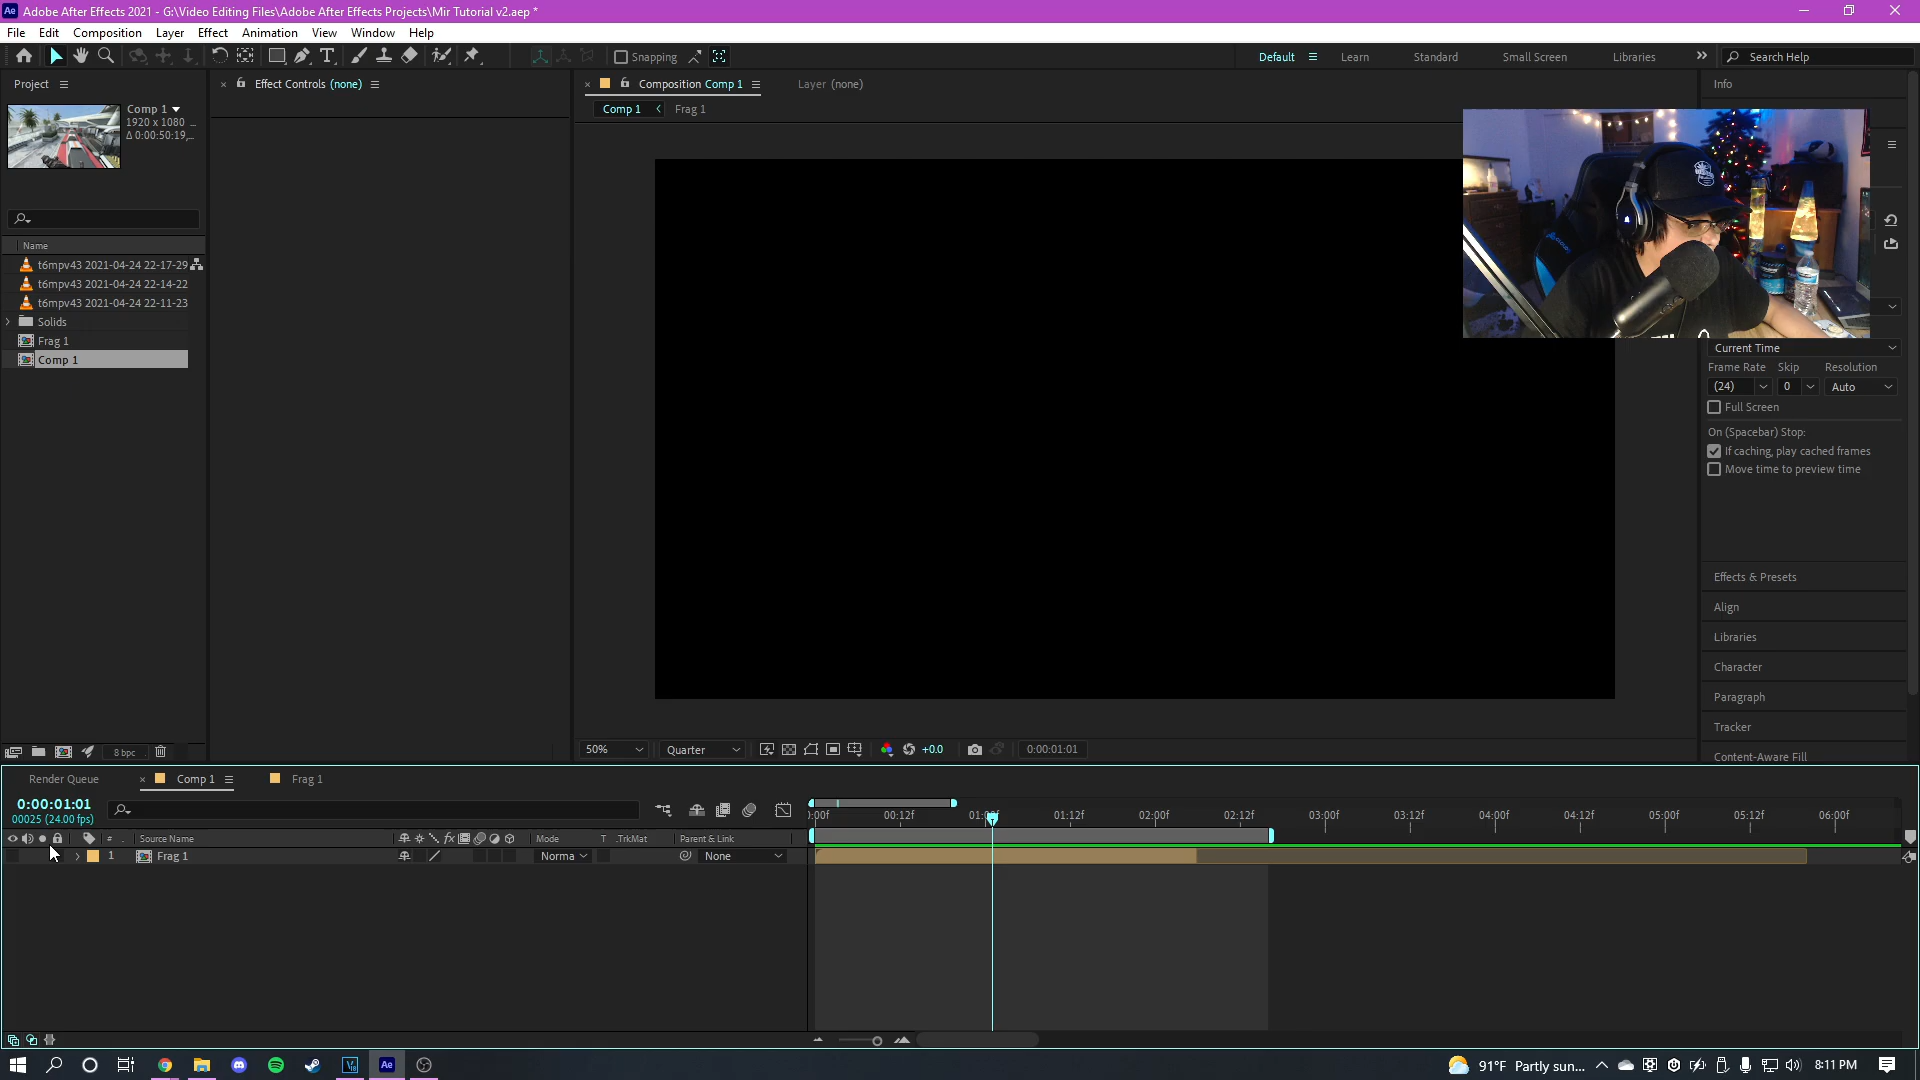 Adobe After Effects 2021 - G:\Video Editing Files\Adobe After Effects Projects\Mir Tutorial v2.aep *
File Edit Composition Layer Effect Animation View Window Help
Snapping
Default Learn Standard Small Screen Libraries
Search Help
Project
Effect Controls (none)
Composition Comp 1
Layer (none)
Info
Comp 1
1920 x 1080
Δ 0:00:50:19,...
Comp 1
Frag 1
Name
t6mpv43 2021-04-24 22-17-29
t6mpv43 2021-04-24 22-14-22
t6mpv43 2021-04-24 22-11-23
Solids
Frag 1
Comp 1
Current Time
Frame Rate Skip Resolution
(24) 0 Auto
Full Screen
On (Spacebar) Stop:
If caching, play cached frames
Move time to preview time
Effects & Presets
Align
Libraries
Character
Paragraph
Tracker
Content-Aware Fill
8 bpc
50% Quarter +0.0 0:00:01:01
Render Queue Comp 1 Frag 1
0:00:01:01
00025 (24.00 fps)
:00f 00:12f 01:00f 01:12f 02:00f 02:12f 03:00f 03:12f 04:00f 04:12f 05:00f 05:12f 06:00f
# Source Name Mode T .TrkMat Parent & Link
1 Frag 1 Norma None
91°F Partly sun... 8:11 PM